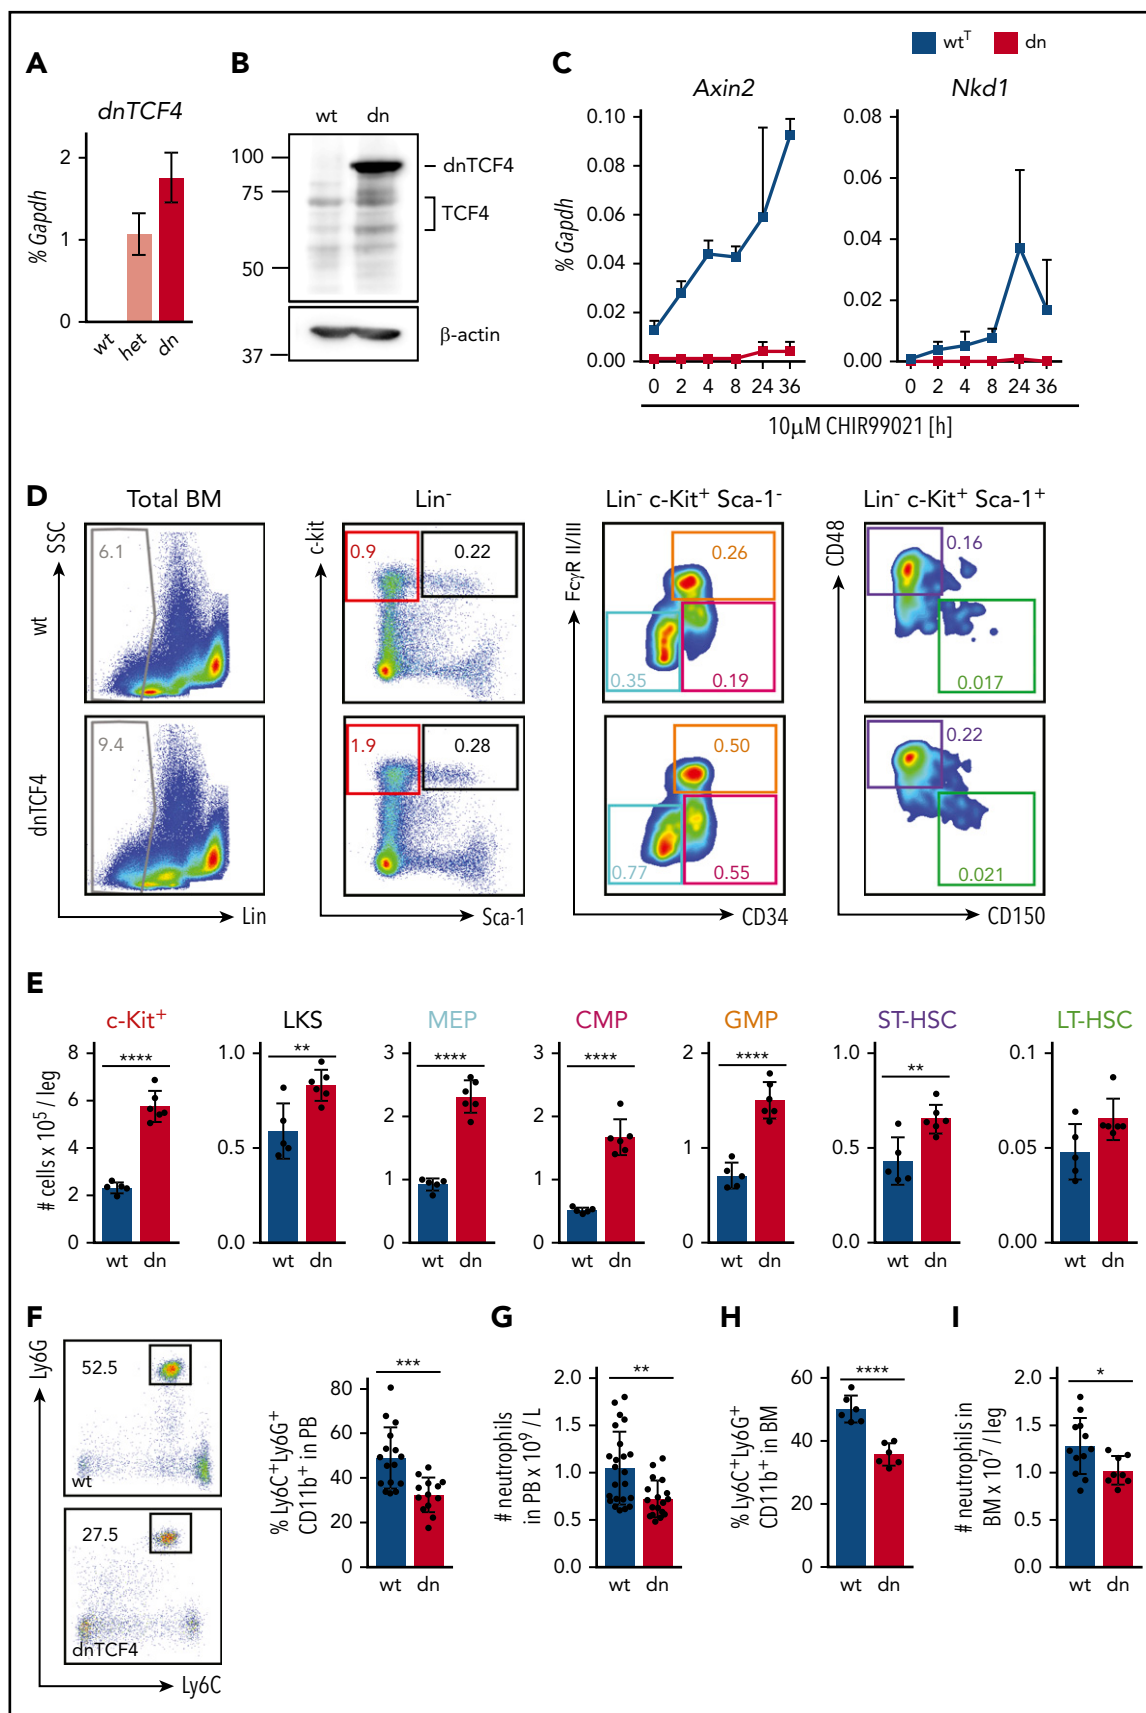 wtᵀ dn
A
dnTCF4
% Gapdh
2
1
0
wt het dn
B
wt dn
100
75
50
37
dnTCF4
TCF4
β-actin
C
Axin2
% Gapdh
0.10
0.08
0.06
0.04
0.02
0.00
0 2 4 8 24 36
Nkd1
0.08
0.06
0.04
0.02
0.00
0 2 4 8 24 36
10μM CHIR99021 [h]
D
Total BM
Lin⁻
Lin⁻ c-Kit⁺ Sca-1⁻
Lin⁻ c-Kit⁺ Sca-1⁺
SSC
c-kit
FcγR II/III
CD48
wt
6.1
0.9
0.22
0.26
0.35
0.19
0.16
0.017
dnTCF4
9.4
1.9
0.28
0.50
0.77
0.55
0.22
0.021
Lin
Sca-1
CD34
CD150
E
# cells x 10⁵ / leg
c-Kit⁺
****
8
6
4
2
0
wt dn
LKS
**
1.0
0.5
0.0
wt dn
MEP
****
3
2
1
0
wt dn
CMP
****
3
2
1
0
wt dn
GMP
****
2
1
0
wt dn
ST-HSC
**
1.0
0.5
0.0
wt dn
LT-HSC
0.1
0.05
0.00
wt dn
F
Ly6G
52.5
wt
27.5
dnTCF4
Ly6C
% Ly6C⁺Ly6G⁺
CD11b⁺ in PB
***
80
60
40
20
0
wt dn
G
# neutrophils
in PB x 10⁹ / L
**
2.0
1.5
1.0
0.5
0.0
wt dn
H
% Ly6C⁺Ly6G⁺
CD11b⁺ in BM
****
60
40
20
0
wt dn
I
# neutrophils in
BM x 10⁷ / leg
*
2.0
1.5
1.0
0.5
0.0
wt dn